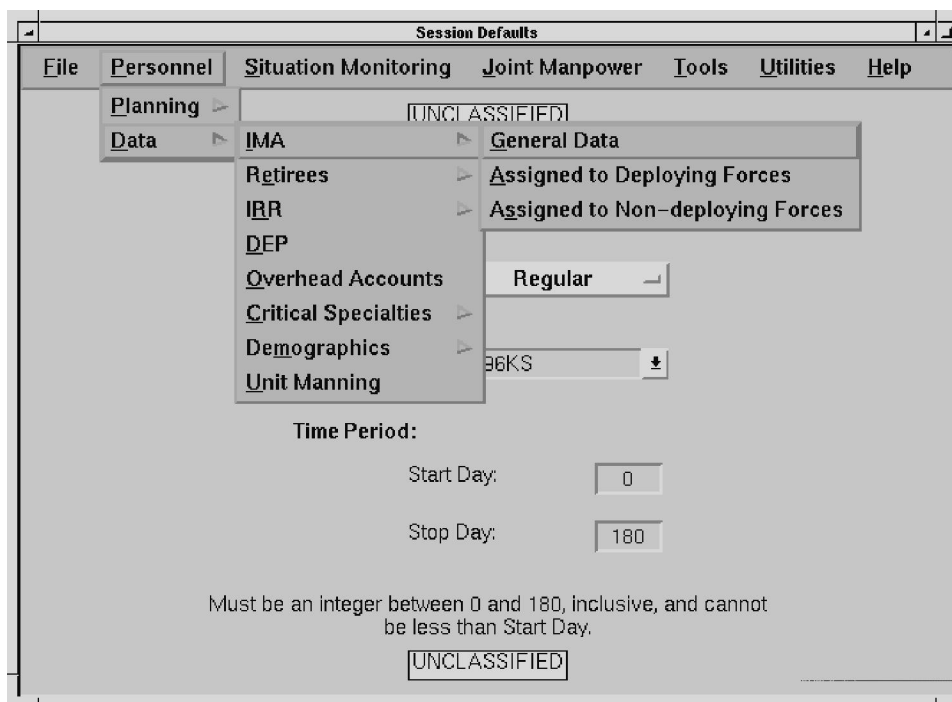 Session Defaults
File Personnel Situation Monitoring Joint Manpower Tools Utilities Help
Planning
UNCLASSIFIED
Data
IMA
General Data
Retirees
Assigned to Deploying Forces
IRR
Assigned to Non-deploying Forces
DEP
Overhead Accounts
Regular
Critical Specialties
Demographics
96KS
Unit Manning
Time Period:
Start Day: 0
Stop Day: 180
Must be an integer between 0 and 180, inclusive, and cannot
be less than Start Day.
UNCLASSIFIED